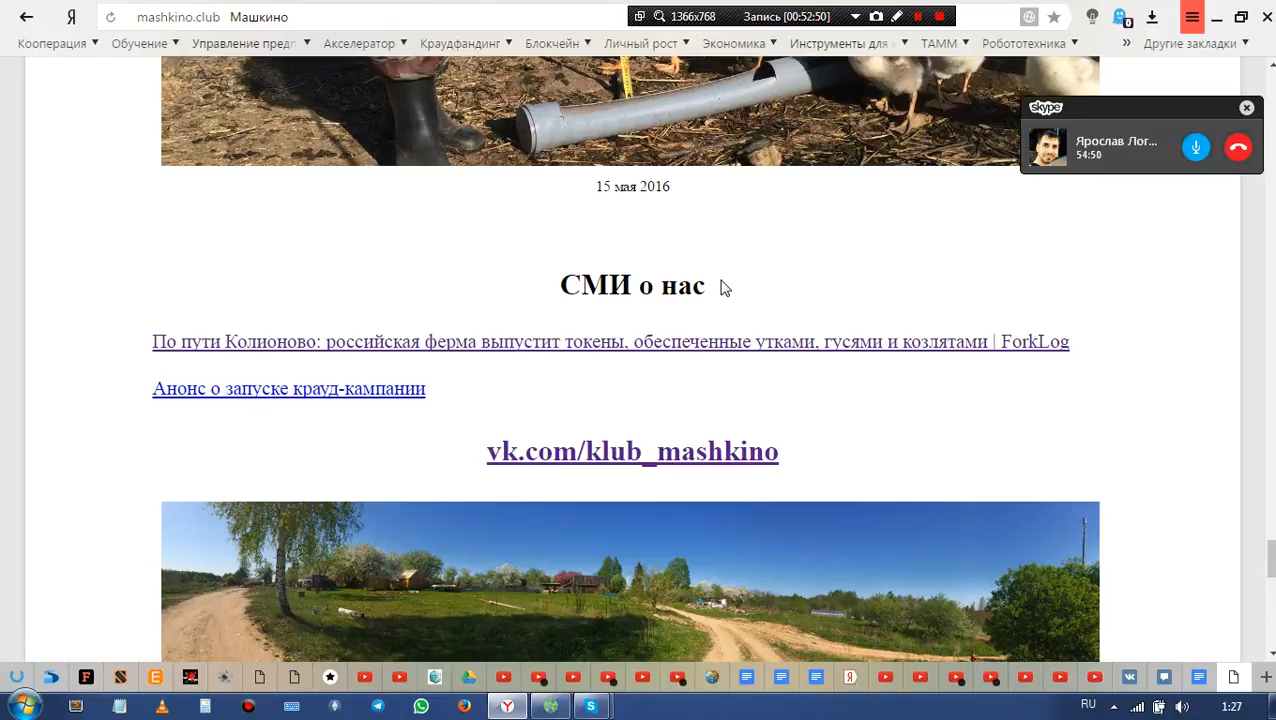 mashkino.club Машкино
1366x768 Запись [00:52:50]
Кооперация Обучение Управление пред Акселератор Краудфандинг Блокчейн Личный рост Экономика Инструменты для ТАММ Робототехника » Другие закладки
skype
Ярослав Лог...
54:50
15 мая 2016
СМИ о нас
По пути Колионово: российская ферма выпустит токены, обеспеченные утками, гусями и козлятами | ForkLog
Анонс о запуске крауд-кампании
vk.com/klub_mashkino
RU 1:27